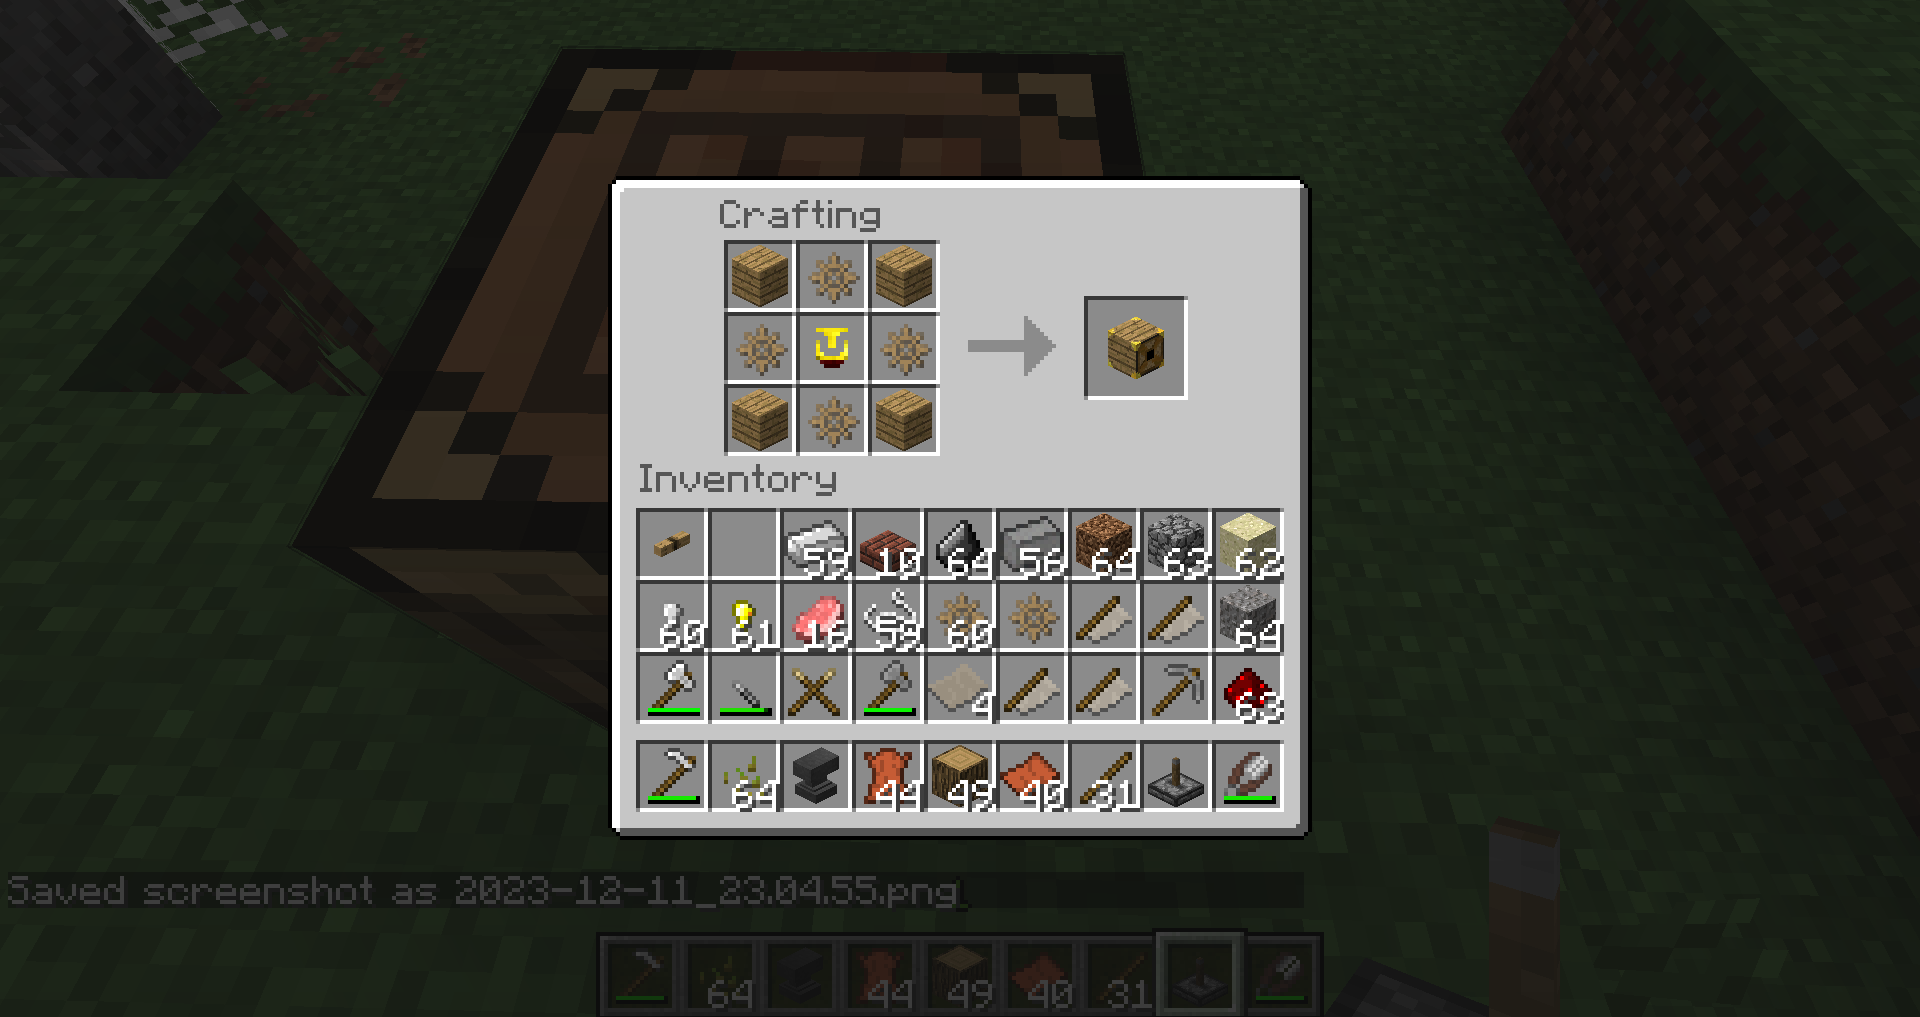 Crafting
Inventory
59 10 64 56 64 63 62
60 61 16 58 60 64
4 63
64 44 49 40 31
Saved screenshot as 2023-12-11_23.04.55.png
64 44 49 40 31